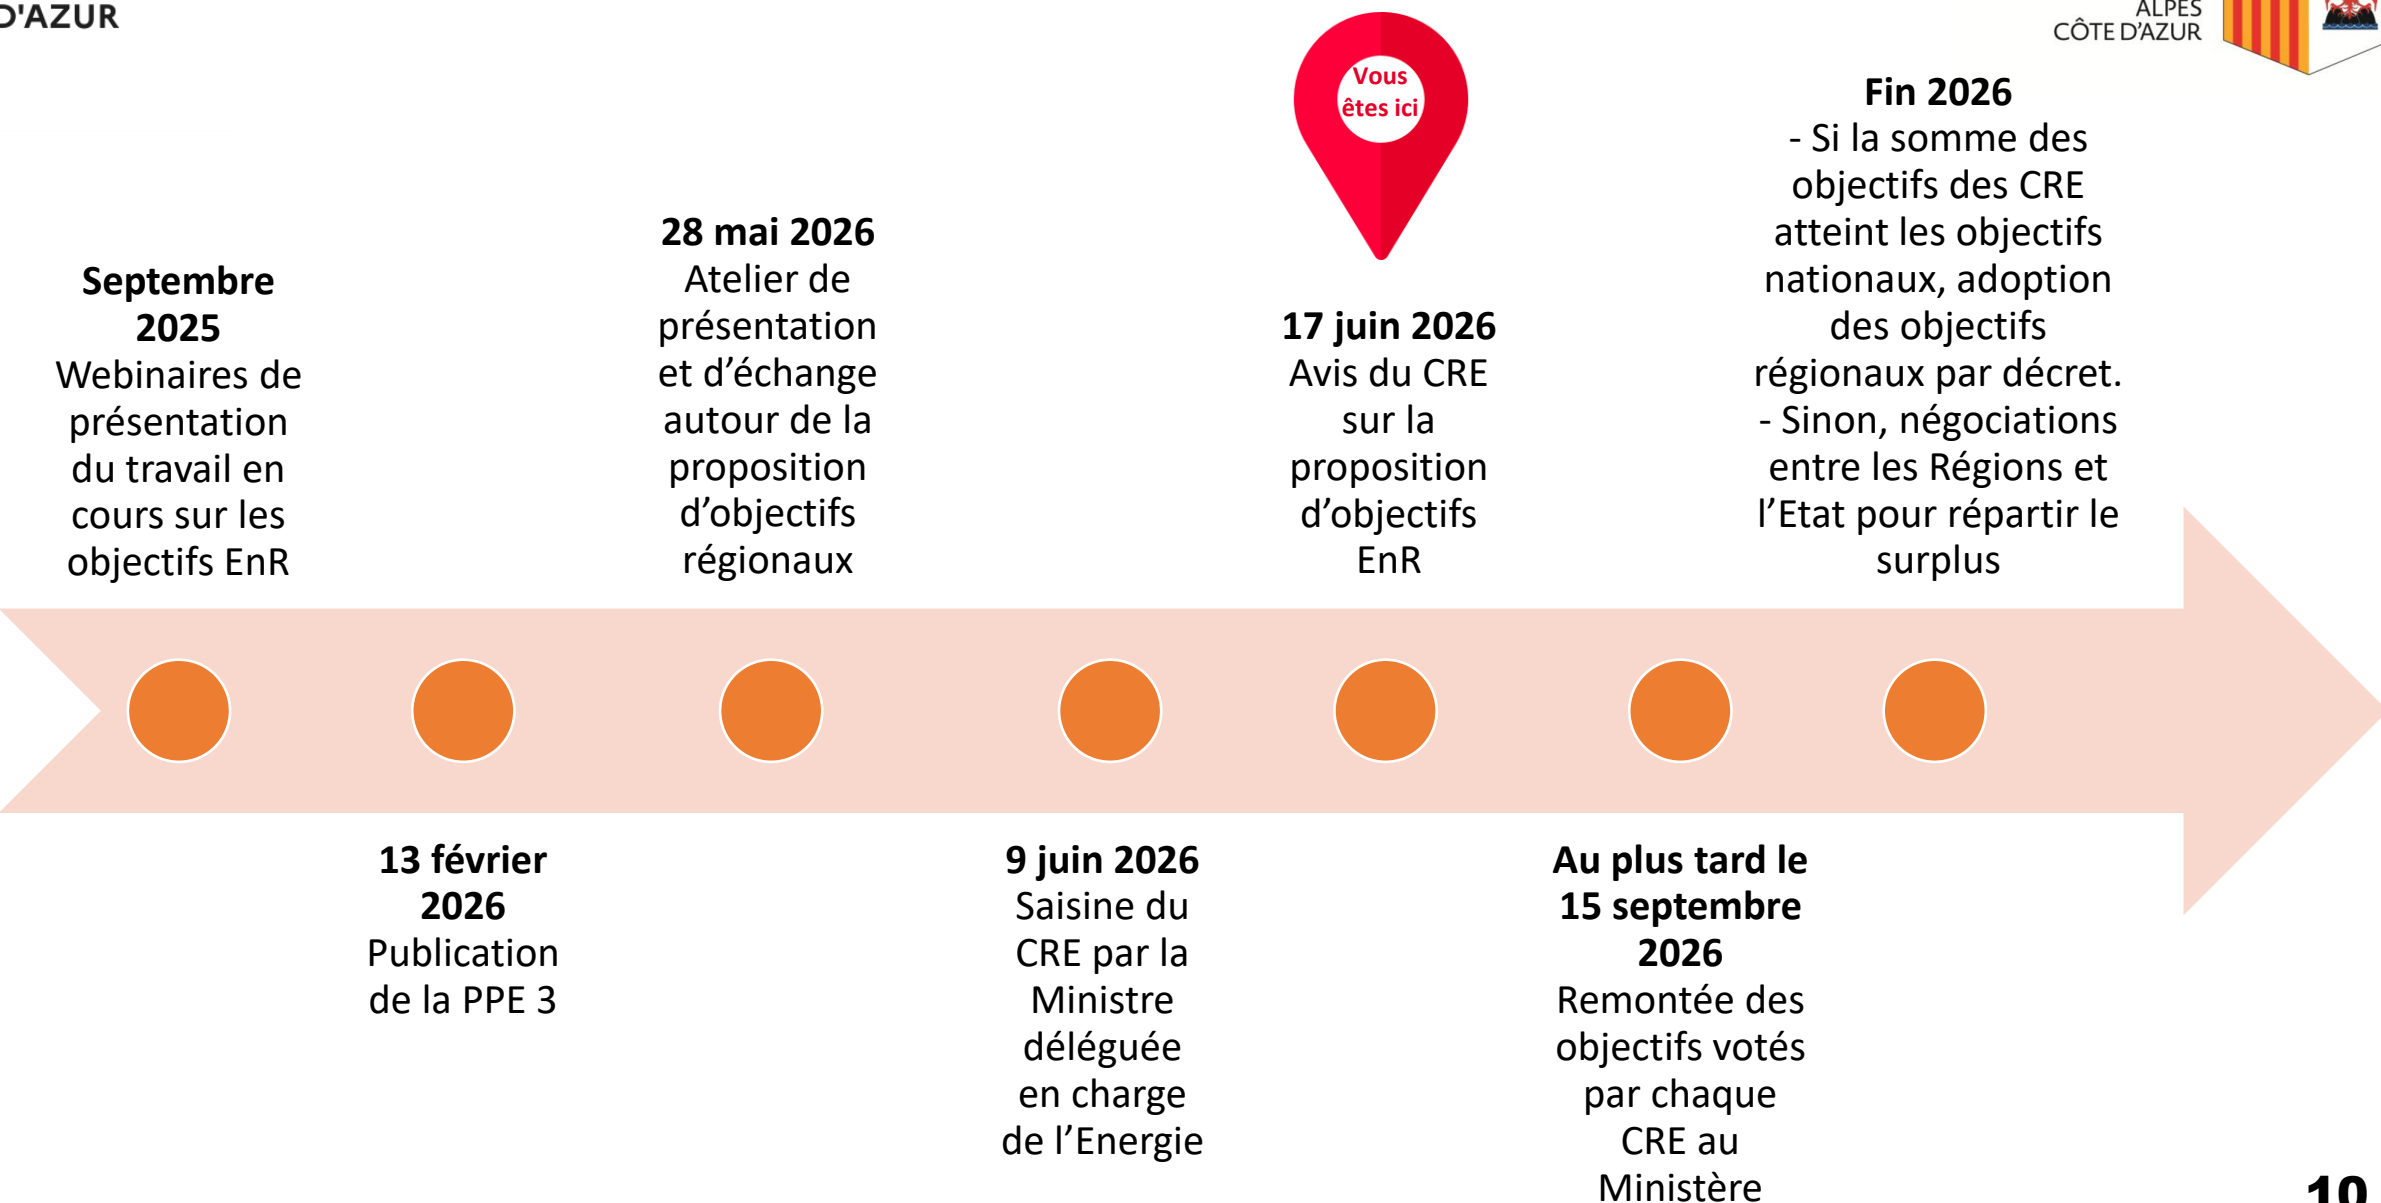 D'AZUR
ALPES
CÔTE D'AZUR
Vous
êtes ici
Septembre
2025
Webinaires de
présentation
du travail en
cours sur les
objectifs EnR
28 mai 2026
Atelier de
présentation
et d'échange
autour de la
proposition
d'objectifs
régionaux
17 juin 2026
Avis du CRE
sur la
proposition
d'objectifs
EnR
Fin 2026
- Si la somme des
objectifs des CRE
atteint les objectifs
nationaux, adoption
des objectifs
régionaux par décret.
- Sinon, négociations
entre les Régions et
l'Etat pour répartir le
surplus
13 février
2026
Publication
de la PPE 3
9 juin 2026
Saisine du
CRE par la
Ministre
déléguée
en charge
de l'Energie
Au plus tard le
15 septembre
2026
Remontée des
objectifs votés
par chaque
CRE au
Ministère
10